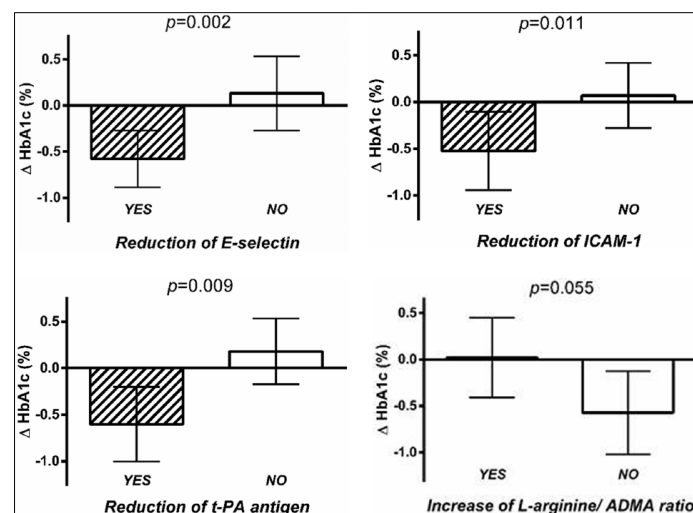 p=0.002
Δ HbA1c (%)
0.5
0.0
-0.5
-1.0
YES NO
Reduction of E-selectin
p=0.011
Δ HbA1c (%)
0.5
0.0
-0.5
-1.0
YES NO
Reduction of ICAM-1
p=0.009
Δ HbA1c (%)
0.5
0.0
-0.5
-1.0
YES NO
Reduction of t-PA antigen
p=0.055
Δ HbA1c (%)
0.5
0.0
-0.5
-1.0
YES NO
Increase of L-arginine/ ADMA ratio